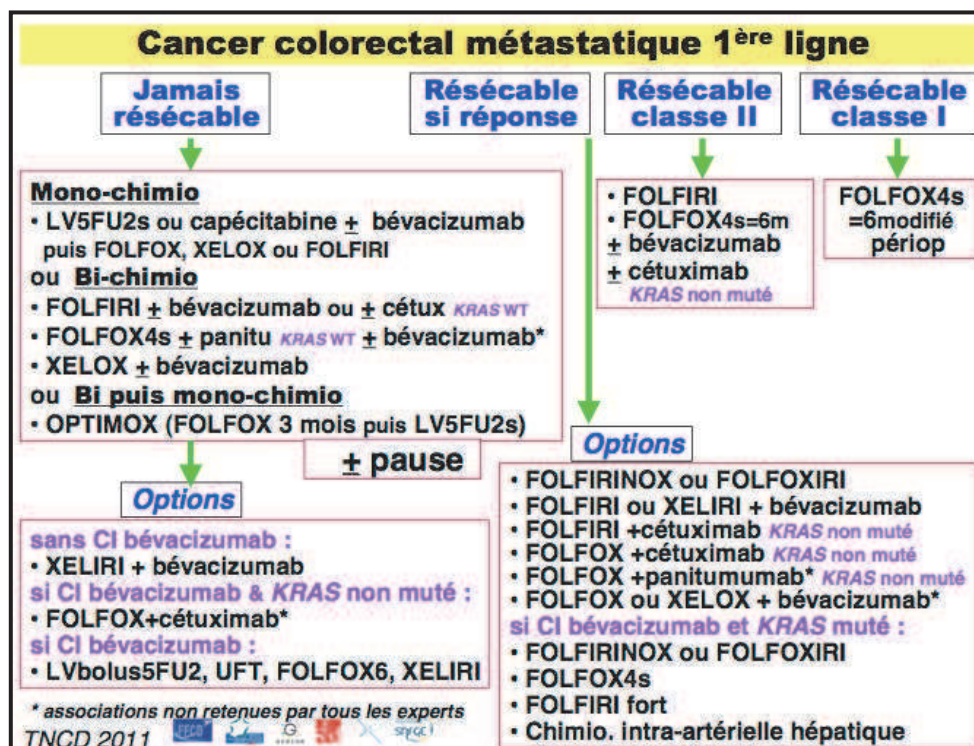 Cancer colorectal métastatique 1ère ligne
Jamais
résécable
Résécable
si réponse
Résécable
classe II
Résécable
classe I
Mono-chimio
• LV5FU2s ou capécitabine ± bévacizumab
puis FOLFOX, XELOX ou FOLFIRI
ou Bi-chimio
• FOLFIRI ± bévacizumab ou ± cétux KRAS WT
• FOLFOX4s ± panitu KRAS WT ± bévacizumab*
• XELOX ± bévacizumab
ou Bi puis mono-chimio
• OPTIMOX (FOLFOX 3 mois puis LV5FU2s)
± pause
• FOLFIRI
• FOLFOX4s=6m
± bévacizumab
± cétuximab
KRAS non muté
FOLFOX4s
=6modifié
périop
Options
sans CI bévacizumab :
• XELIRI + bévacizumab
si CI bévacizumab & KRAS non muté :
• FOLFOX+cétuximab*
si CI bévacizumab :
• LVbolus5FU2, UFT, FOLFOX6, XELIRI
Options
• FOLFIRINOX ou FOLFOXIRI
• FOLFIRI ou XELIRI + bévacizumab
• FOLFIRI +cétuximab KRAS non muté
• FOLFOX +cétuximab KRAS non muté
• FOLFOX +panitumumab* KRAS non muté
• FOLFOX ou XELOX + bévacizumab*
si CI bévacizumab et KRAS muté :
• FOLFIRINOX ou FOLFOXIRI
• FOLFOX4s
• FOLFIRI fort
• Chimio. intra-artérielle hépatique
* associations non retenues par tous les experts
TNCD 2011